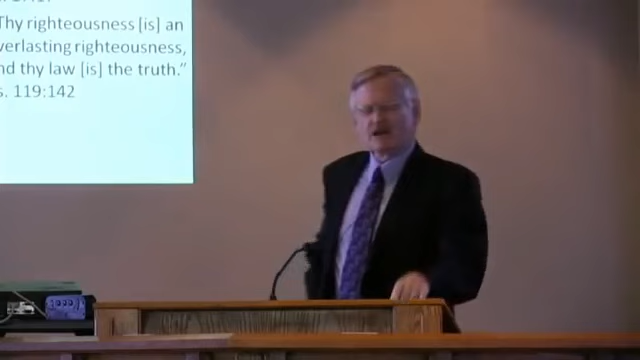 Thy righteousness [is] an
verlasting righteousness,
nd thy law [is] the truth.”
s. 119:142